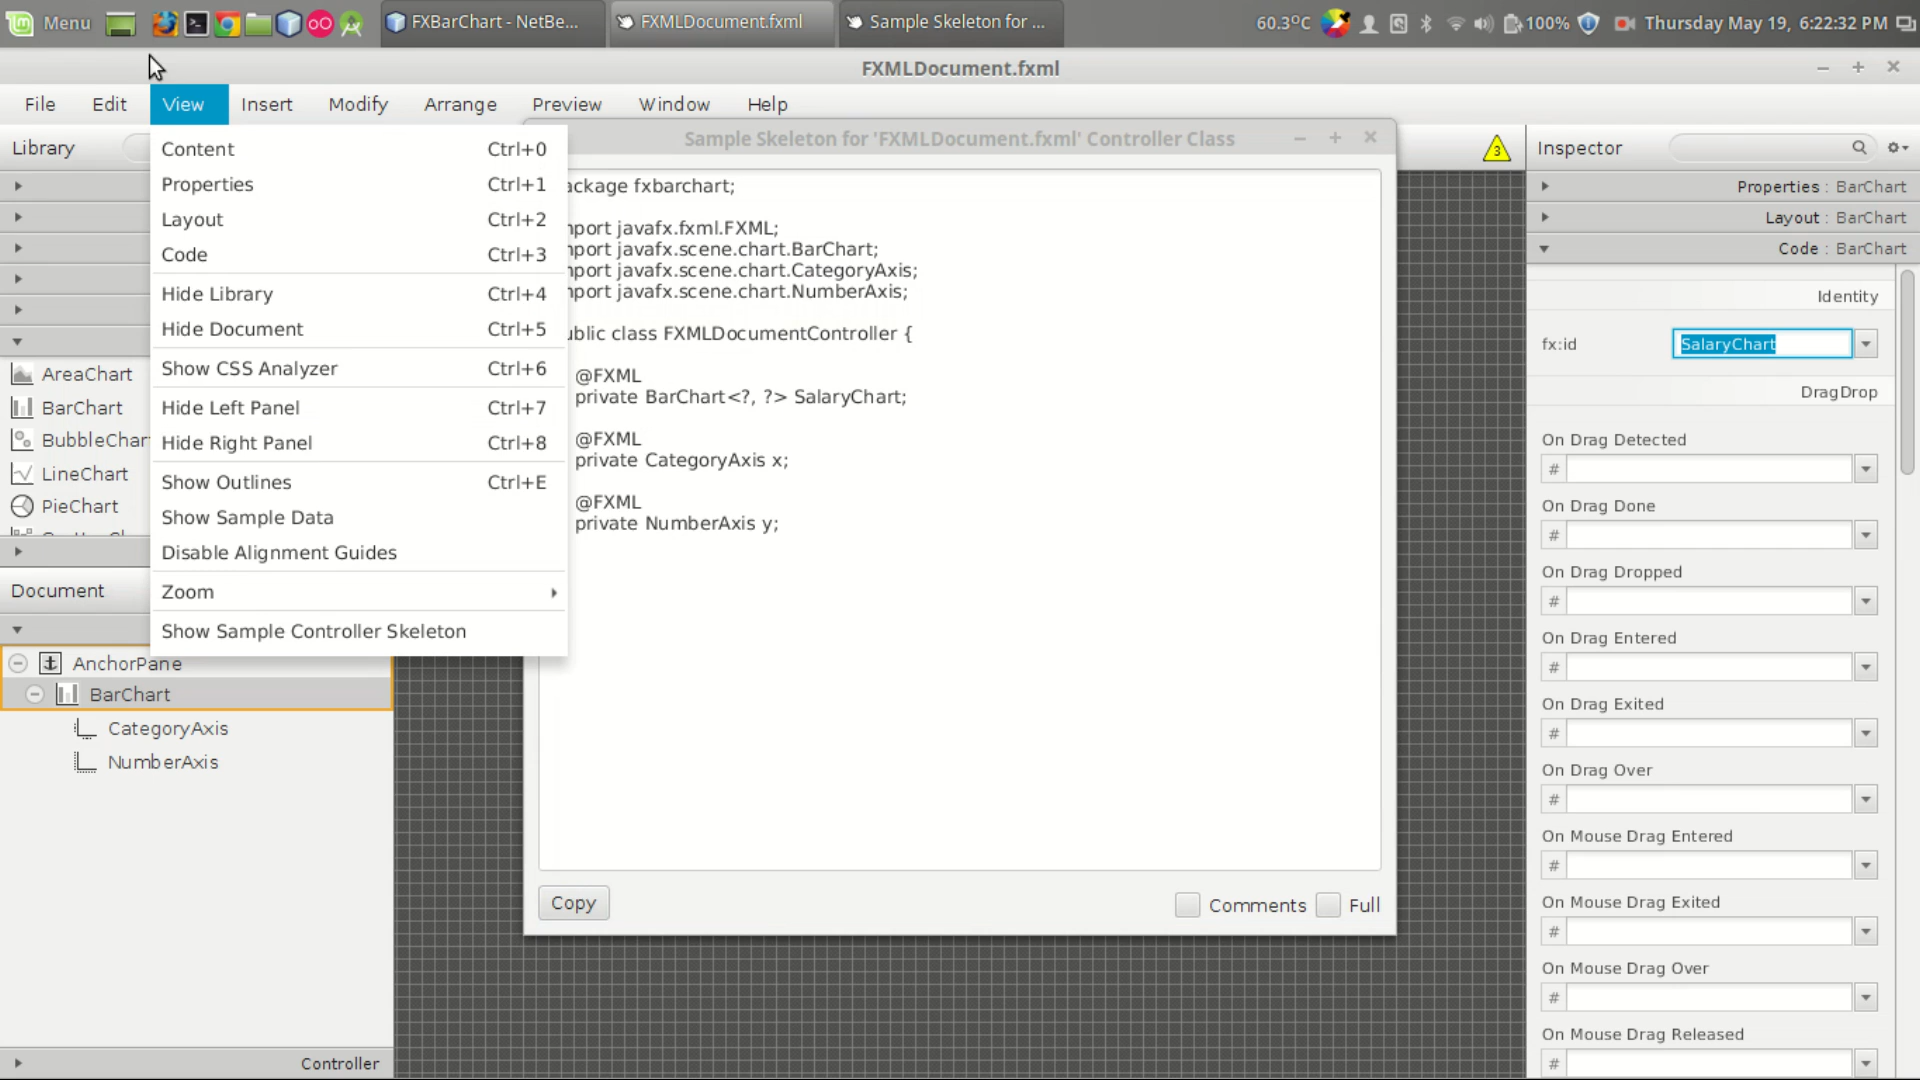 Menu
FXBarChart - NetBe...
FXMLDocument.fxml
Sample Skeleton for ...
60.3°C
100%
Thursday May 19, 6:22:32 PM
FXMLDocument.fxml
File Edit View Insert Modify Arrange Preview Window Help
Library
Content Ctrl+0
Properties Ctrl+1
Layout Ctrl+2
Code Ctrl+3
Hide Library Ctrl+4
Hide Document Ctrl+5
Show CSS Analyzer Ctrl+6
Hide Left Panel Ctrl+7
Hide Right Panel Ctrl+8
Show Outlines Ctrl+E
Show Sample Data
Disable Alignment Guides
Zoom
Show Sample Controller Skeleton
AreaChart
BarChart
BubbleChar
LineChart
PieChart
Document
AnchorPane
BarChart
CategoryAxis
NumberAxis
Controller
Sample Skeleton for 'FXMLDocument.fxml' Controller Class
ackage fxbarchart;
mport javafx.fxml.FXML;
mport javafx.scene.chart.BarChart;
mport javafx.scene.chart.CategoryAxis;
mport javafx.scene.chart.NumberAxis;
ublic class FXMLDocumentController {
@FXML
private BarChart<?, ?> SalaryChart;
@FXML
private CategoryAxis x;
@FXML
private NumberAxis y;
Copy
Comments
Full
3
Inspector
Properties : BarChart
Layout : BarChart
Code : BarChart
Identity
fx:id SalaryChart
DragDrop
On Drag Detected
#
On Drag Done
#
On Drag Dropped
#
On Drag Entered
#
On Drag Exited
#
On Drag Over
#
On Mouse Drag Entered
#
On Mouse Drag Exited
#
On Mouse Drag Over
#
On Mouse Drag Released
#